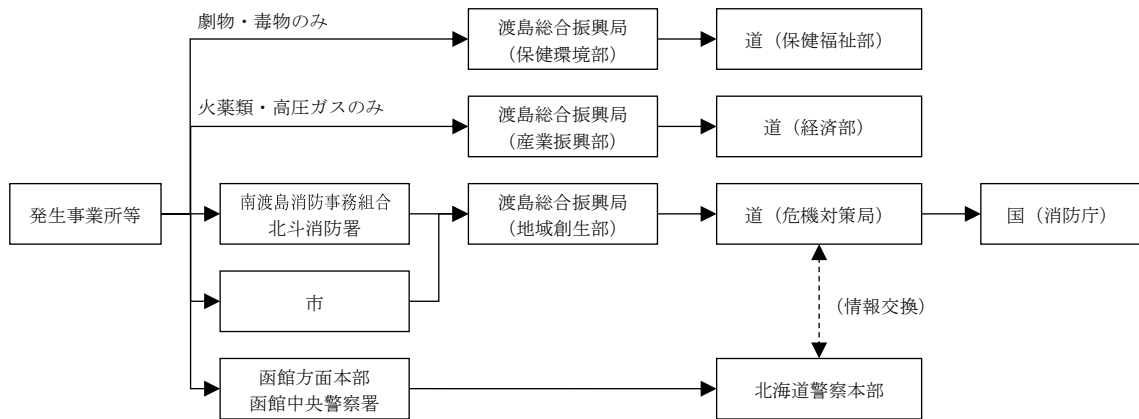 劇物・毒物のみ
渡島総合振興局
（保健環境部）
道（保健福祉部）
火薬類・高圧ガスのみ
渡島総合振興局
（産業振興部）
道（経済部）
発生事業所等
南渡島消防事務組合
北斗消防署
渡島総合振興局
（地域創生部）
道（危機対策局）
国（消防庁）
市
（情報交換）
函館方面本部
函館中央警察署
北海道警察本部